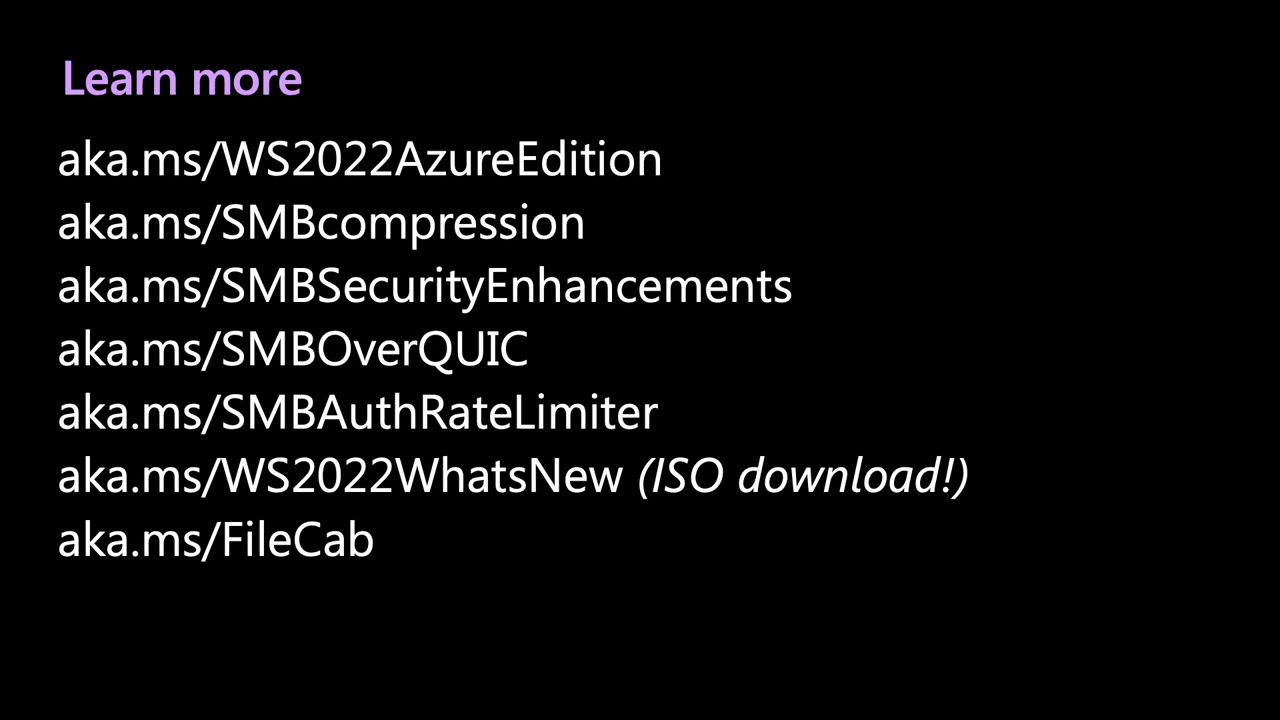 Learn more
aka.ms/WS2022AzureEdition
aka.ms/SMBcompression
aka.ms/SMBSecurityEnhancements
aka.ms/SMBOverQUIC
aka.ms/SMBAuthRateLimiter
aka.ms/WS2022WhatsNew (ISO download!)
aka.ms/FileCab